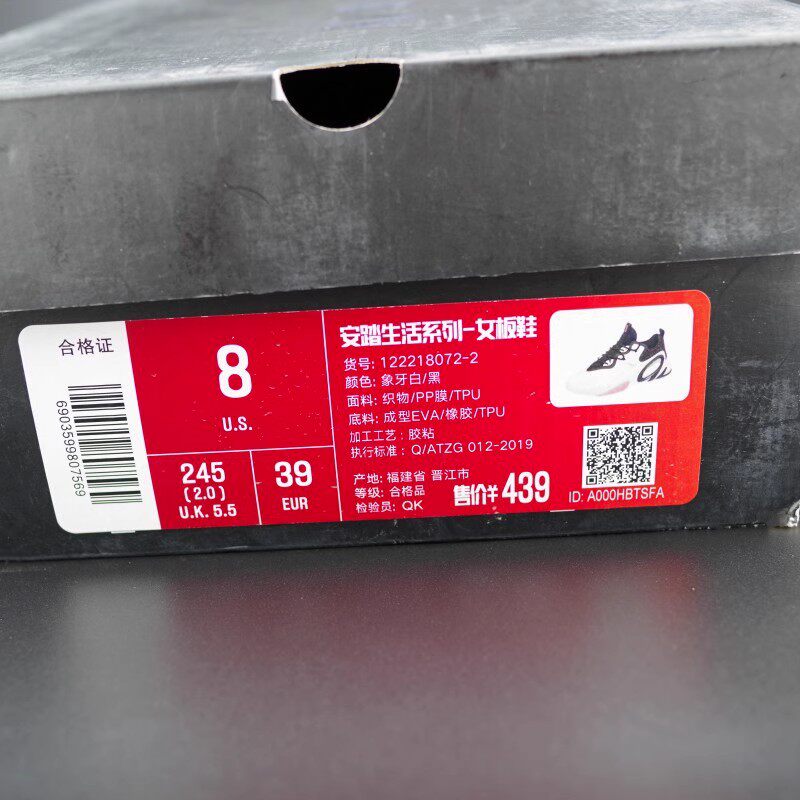 合格证
6903599807569
8
U.S.
245
(2.0)
U.K. 5.5
39
EUR
安踏生活系列-女板鞋
货号: 122218072-2
颜色: 象牙白/黑
面料: 织物/PP膜/TPU
底料: 成型EVA/橡胶/TPU
加工工艺: 胶粘
执行标准: Q/ATZG 012-2019
产地: 福建省 晋江市
等级: 合格品
检验员: QK
售价¥ 439
ID: A000HBTSFA